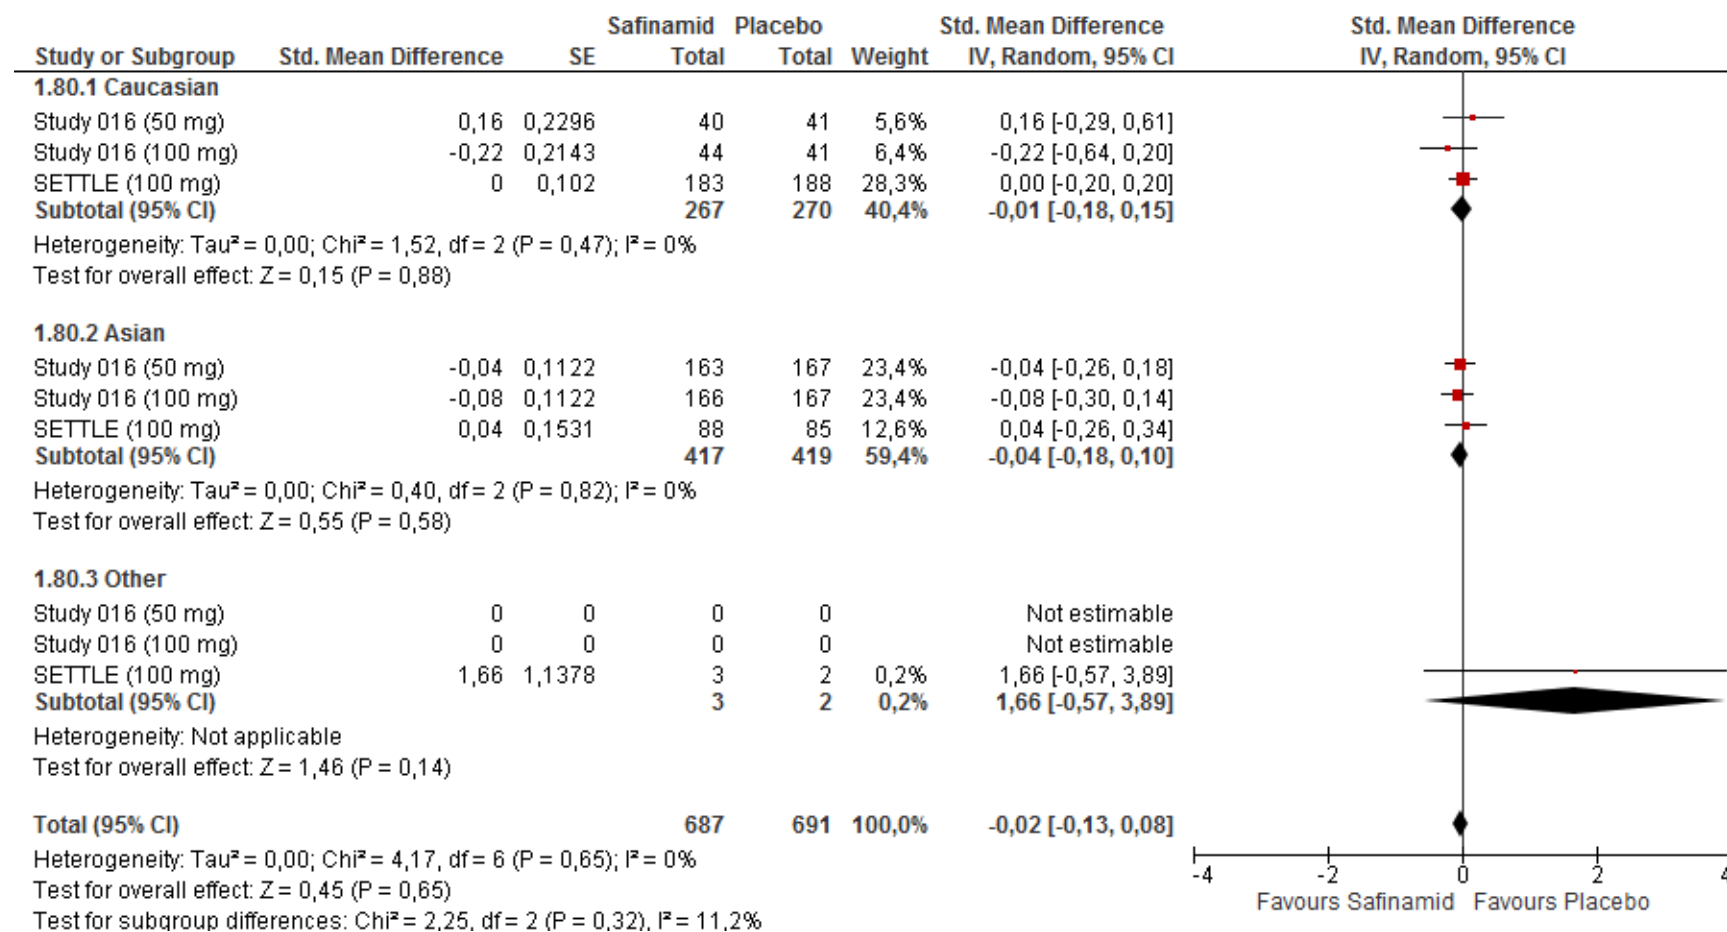 Safinamid Placebo Std. Mean Difference Std. Mean Difference
Study or Subgroup Std. Mean Difference SE Total Total Weight IV, Random, 95% CI IV, Random, 95% CI
1.80.1 Caucasian
Study 016 (50 mg) 0,16 0,2296 40 41 5,6% 0,16 [-0,29, 0,61]
Study 016 (100 mg) -0,22 0,2143 44 41 6,4% -0,22 [-0,64, 0,20]
SETTLE (100 mg) 0 0,102 183 188 28,3% 0,00 [-0,20, 0,20]
Subtotal (95% CI) 267 270 40,4% -0,01 [-0,18, 0,15]
Heterogeneity: Tau² = 0,00; Chi² = 1,52, df = 2 (P = 0,47); I² = 0%
Test for overall effect: Z = 0,15 (P = 0,88)
1.80.2 Asian
Study 016 (50 mg) -0,04 0,1122 163 167 23,4% -0,04 [-0,26, 0,18]
Study 016 (100 mg) -0,08 0,1122 166 167 23,4% -0,08 [-0,30, 0,14]
SETTLE (100 mg) 0,04 0,1531 88 85 12,6% 0,04 [-0,26, 0,34]
Subtotal (95% CI) 417 419 59,4% -0,04 [-0,18, 0,10]
Heterogeneity: Tau² = 0,00; Chi² = 0,40, df = 2 (P = 0,82); I² = 0%
Test for overall effect: Z = 0,55 (P = 0,58)
1.80.3 Other
Study 016 (50 mg) 0 0 0 0 Not estimable
Study 016 (100 mg) 0 0 0 0 Not estimable
SETTLE (100 mg) 1,66 1,1378 3 2 0,2% 1,66 [-0,57, 3,89]
Subtotal (95% CI) 3 2 0,2% 1,66 [-0,57, 3,89]
Heterogeneity: Not applicable
Test for overall effect: Z = 1,46 (P = 0,14)
Total (95% CI) 687 691 100,0% -0,02 [-0,13, 0,08]
Heterogeneity: Tau² = 0,00; Chi² = 4,17, df = 6 (P = 0,65); I² = 0%
Test for overall effect: Z = 0,45 (P = 0,65)
Test for subgroup differences: Chi² = 2,25, df = 2 (P = 0,32), I² = 11,2%
-4 -2 0 2 4
Favours Safinamid Favours Placebo